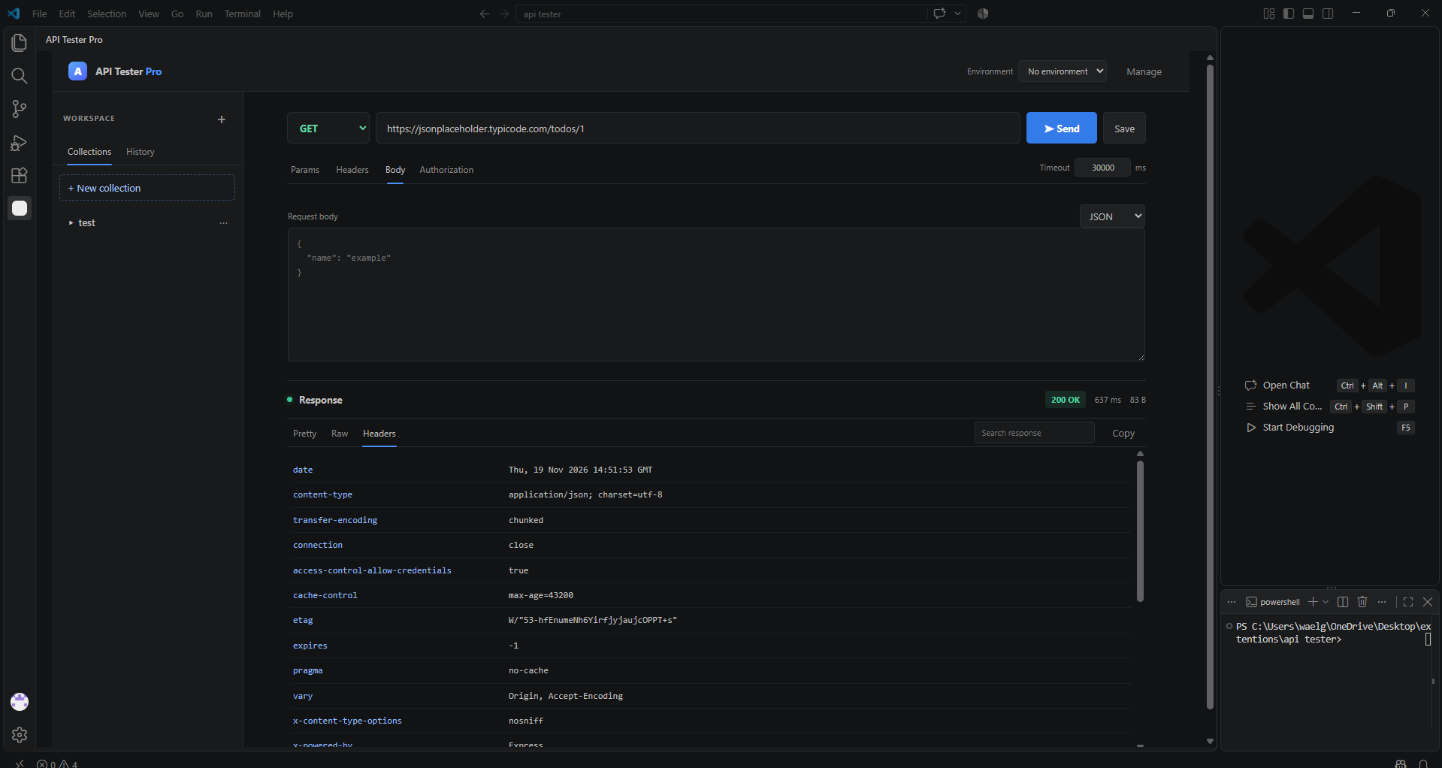 File Edit Selection View Go Run Terminal Help
api tester
API Tester Pro
A API Tester Pro
Environment No environment Manage
WORKSPACE +
Collections History
+ New collection
test ...
GET https://jsonplaceholder.typicode.com/todos/1 Send Save
Params Headers Body Authorization Timeout 30000 ms
Request body JSON
{
"name": "example"
}
Response 200 OK 637 ms 83 B
Pretty Raw Headers Search response Copy
date Thu, 19 Nov 2026 14:51:53 GMT
content-type application/json; charset=utf-8
transfer-encoding chunked
connection close
access-control-allow-credentials true
cache-control max-age=43200
etag W/"53-hfEnumeNh6YirfjyjaujcOPPT+s"
expires -1
pragma no-cache
vary Origin, Accept-Encoding
x-content-type-options nosniff
x-powered-by Express
Open Chat Ctrl + Alt + I
Show All Co... Ctrl + Shift + P
Start Debugging F5
powershell
PS C:\Users\waelg\OneDrive\Desktop\ex
tentions\api tester>
0 4